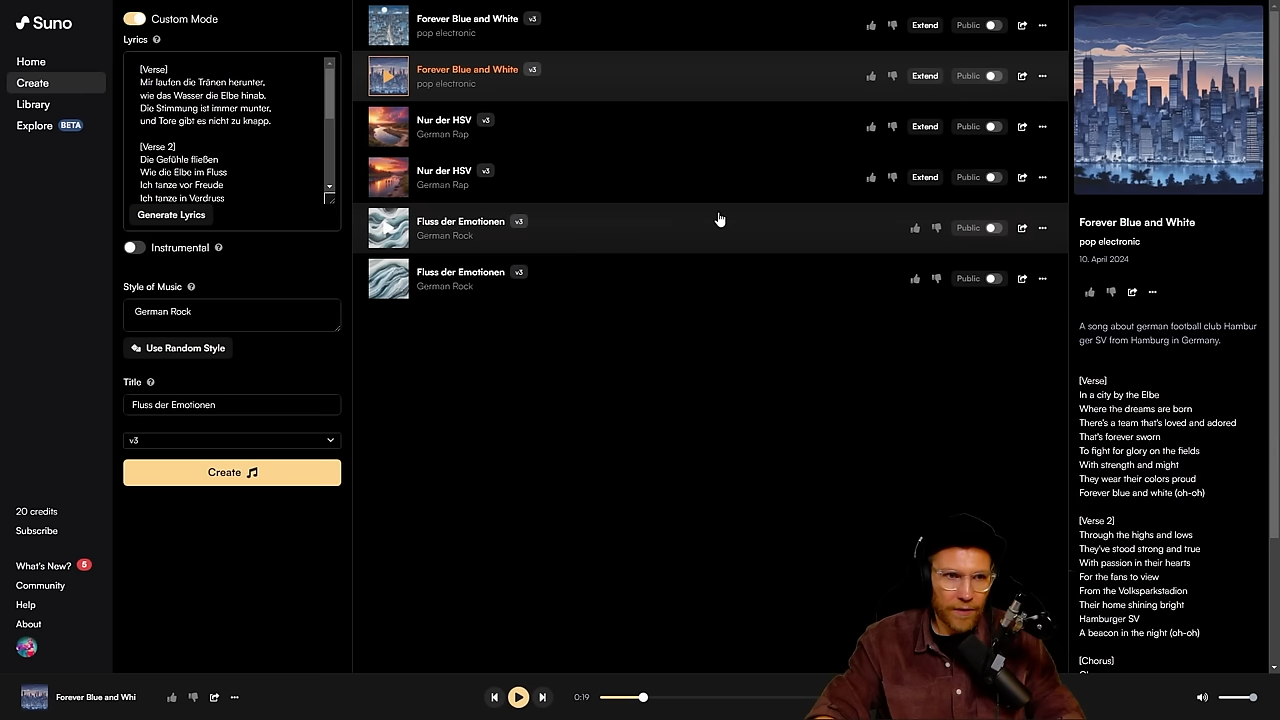 Suno
Home
Create
Library
Explore BETA
20 credits
Subscribe
What's New? 5
Community
Help
About
Custom Mode
Lyrics
[Verse]
Mir laufen die Tränen herunter,
wie das Wasser die Elbe hinab.
Die Stimmung ist immer munter,
und Tore gibt es nicht zu knapp.
[Verse 2]
Die Gefühle fließen
Wie die Elbe im Fluss
Ich tanze vor Freude
Ich tanze in Verdruss
Generate Lyrics
Instrumental
Style of Music
German Rock
Use Random Style
Title
Fluss der Emotionen
v3
Create
Forever Blue and White v3
pop electronic
Extend Public
Forever Blue and White v3
pop electronic
Extend Public
Nur der HSV v3
German Rap
Extend Public
Nur der HSV v3
German Rap
Extend Public
Fluss der Emotionen v3
German Rock
Public
Fluss der Emotionen v3
German Rock
Public
Forever Blue and White
pop electronic
10. April 2024
A song about german football club Hambur
ger SV from Hamburg in Germany.
[Verse]
In a city by the Elbe
Where the dreams are born
There's a team that's loved and adored
That's forever sworn
To fight for glory on the fields
With strength and might
They wear their colors proud
Forever blue and white (oh-oh)
[Verse 2]
Through the highs and lows
They've stood strong and true
With passion in their hearts
For the fans to view
From the Volksparkstadion
Their home shining bright
Hamburger SV
A beacon in the night (oh-oh)
[Chorus]
Forever Blue and Whi
0:19